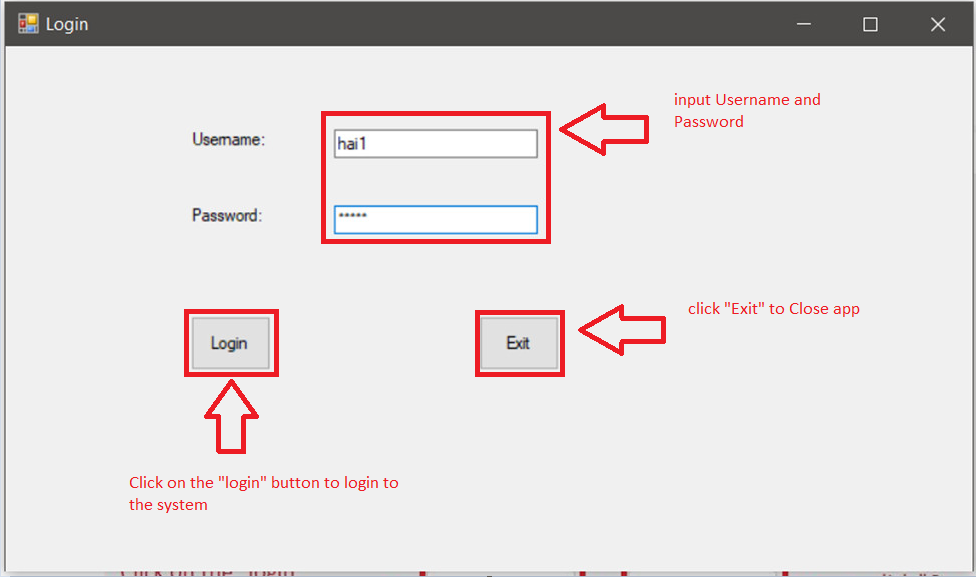 Login
input Username and
Password
Username:
hai1
Password:
*****
click "Exit" to Close app
Login
Exit
Click on the "login" button to login to
the system